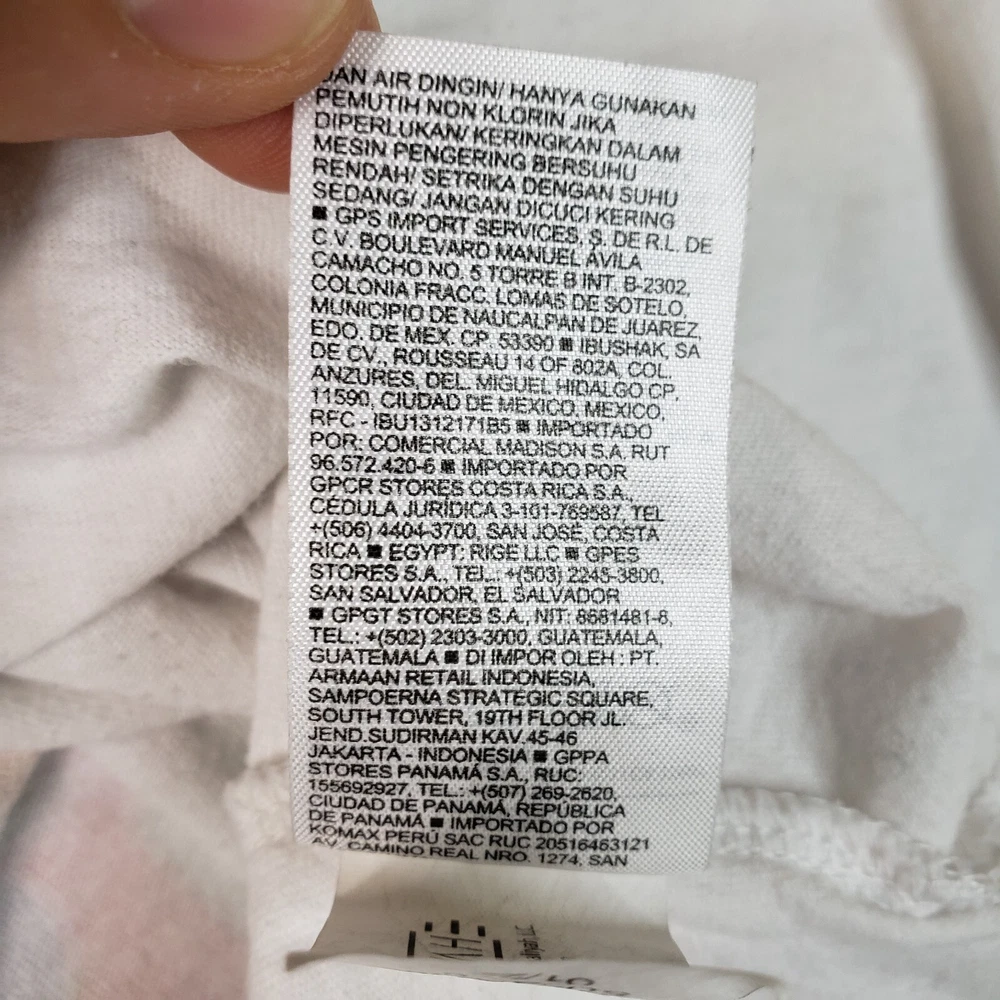 DAN AIR DINGIN/ HANYA GUNAKAN
PEMUTIH NON KLORIN JIKA
DIPERLUKAN/ KERINGKAN DALAM
MESIN PENGERING BERSUHU
RENDAH/ SETRIKA DENGAN SUHU
SEDANG/ JANGAN DICUCI KERING
■ GPS IMPORT SERVICES, S. DE R.L. DE
C.V. BOULEVARD MANUEL AVILA
CAMACHO NO. 5 TORRE B INT. B-2302,
COLONIA FRACC. LOMAS DE SOTELO,
MUNICIPIO DE NAUCALPAN DE JUAREZ
EDO. DE MEX. CP. 53390 ■ IBUSHAK, SA
DE CV., ROUSSEAU 14 OF 802A, COL.
ANZURES, DEL. MIGUEL HIDALGO CP.
11590, CIUDAD DE MEXICO, MEXICO,
RFC - IBU1312171B5 ■ IMPORTADO
POR: COMERCIAL MADISON S.A. RUT
96.572.420-6 ■ IMPORTADO POR
GPCR STORES COSTA RICA S.A.,
CÉDULA JURÍDICA 3-101-769587, TEL
+(506) 4404-3700, SAN JOSÉ, COSTA
RICA ■ EGYPT: RIGE LLC ■ GPES
STORES S.A., TEL.: +(503) 2245-3800,
SAN SALVADOR, EL SALVADOR
■ GPGT STORES S.A., NIT: 8681481-8,
TEL.: +(502) 2303-3000, GUATEMALA,
GUATEMALA ■ DI IMPOR OLEH : PT.
ARMAAN RETAIL INDONESIA,
SAMPOERNA STRATEGIC SQUARE,
SOUTH TOWER, 19TH FLOOR JL.
JEND.SUDIRMAN KAV.45-46
JAKARTA - INDONESIA ■ GPPA
STORES PANAMÁ S.A., RUC:
155692927, TEL.: +(507) 269-2620,
CIUDAD DE PANAMÁ, REPÚBLICA
DE PANAMÁ ■ IMPORTADO POR
KOMAX PERÚ SAC RUC 20516463121
AV. CAMINO REAL NRO. 1274, SAN